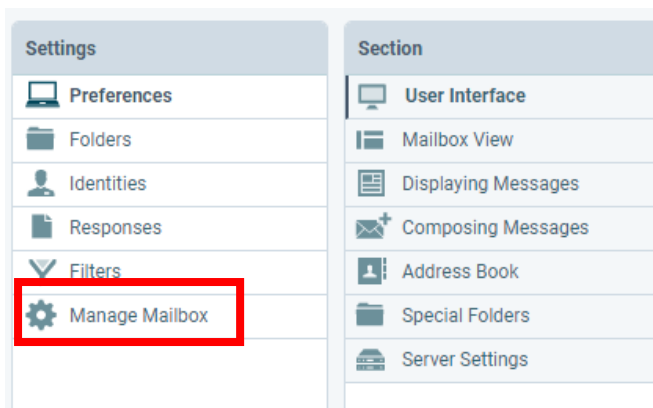 Settings
Preferences
Folders
Identities
Responses
Filters
Manage Mailbox
Section
User Interface
Mailbox View
Displaying Messages
Composing Messages
Address Book
Special Folders
Server Settings